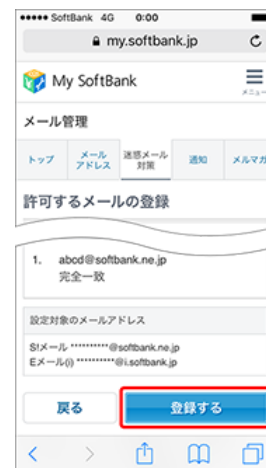 SoftBank 4G 0:00
my.softbank.jp
My SoftBank
メニュー
メール管理
トップ
メール
アドレス
迷惑メール
対策
通知
メルマガ
許可するメールの登録
1. abcd@softbank.ne.jp
完全一致
設定対象のメールアドレス
S!メール **********@softbank.ne.jp
Eメール(i) **********@i.softbank.jp
戻る 登録する